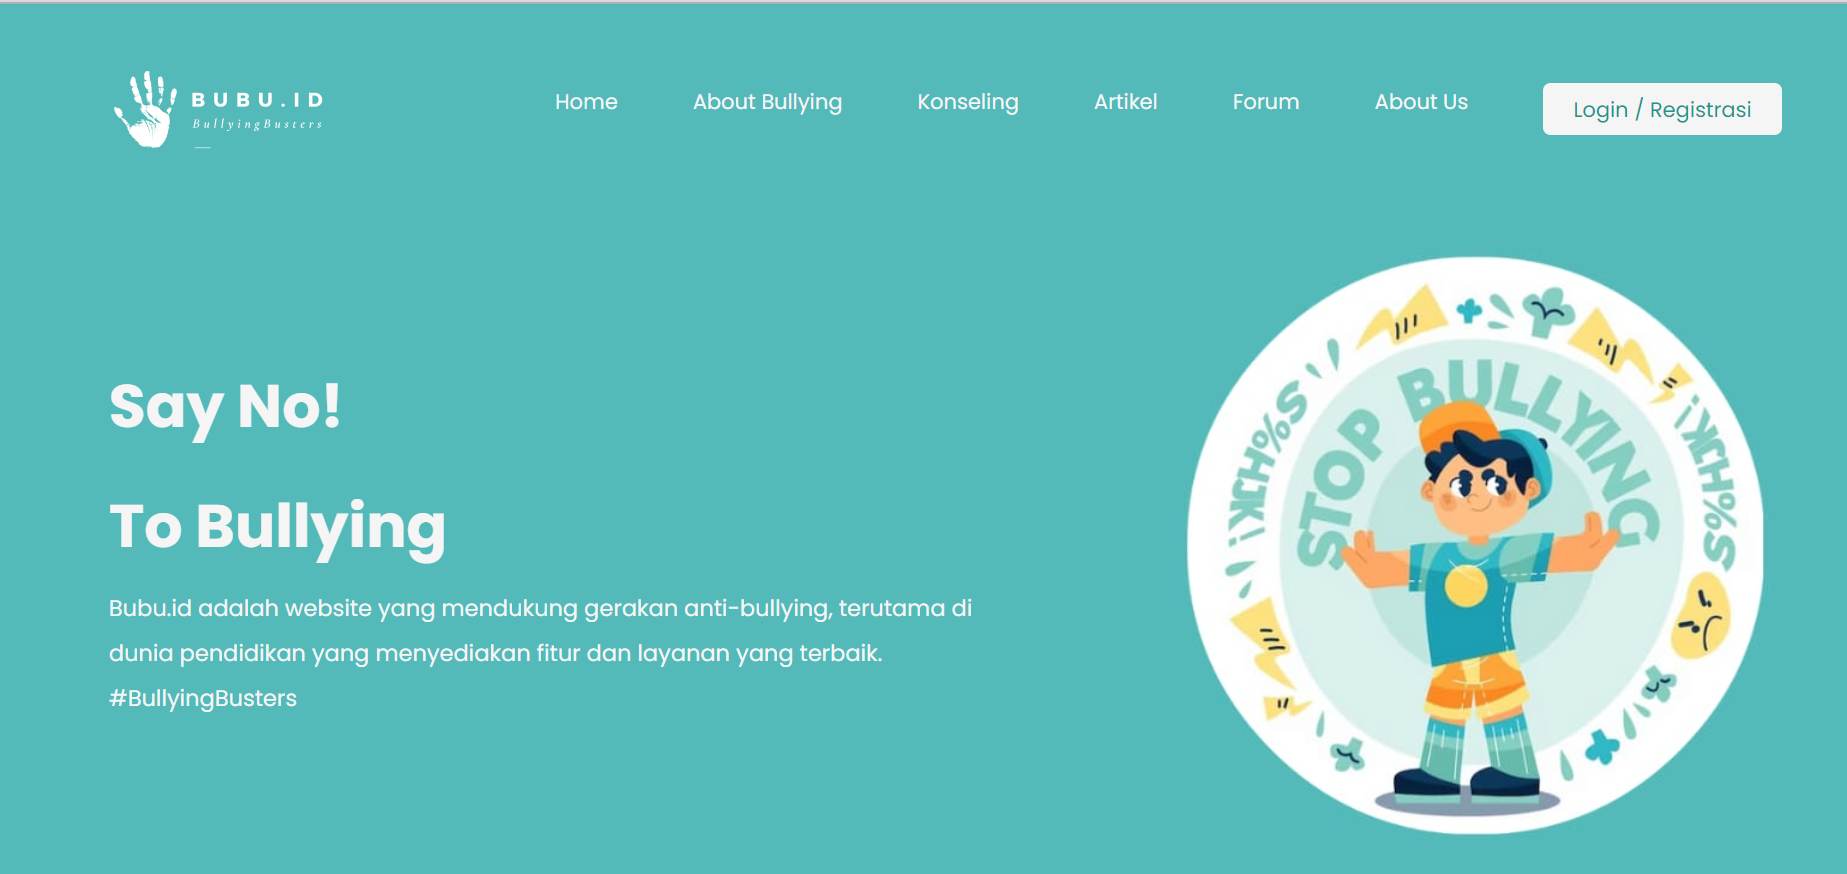 BUBU.ID
BullyingBusters
Home
About Bullying
Konseling
Artikel
Forum
About Us
Login / Registrasi
Say No!
To Bullying
Bubu.id adalah website yang mendukung gerakan anti-bullying, terutama di
dunia pendidikan yang menyediakan fitur dan layanan yang terbaik.
#BullyingBusters
STOP BULLYING